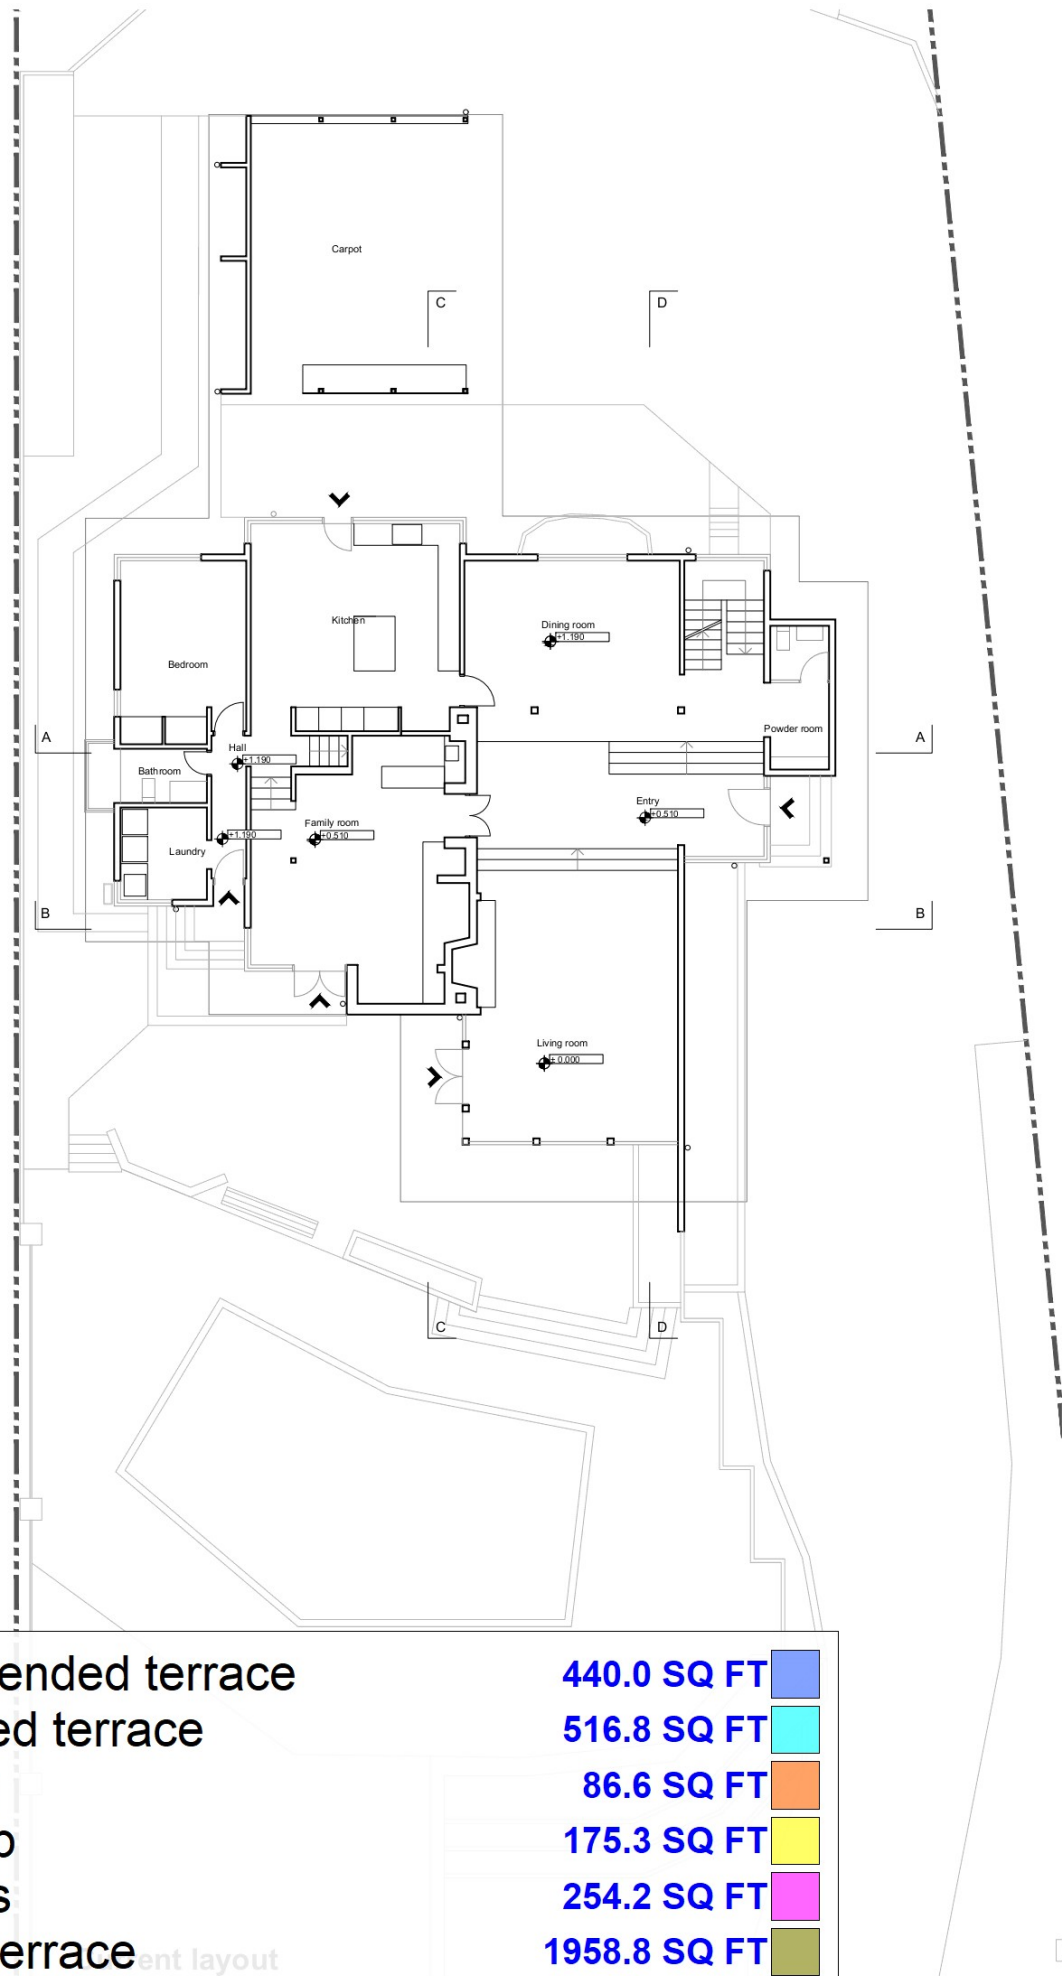 Carpot
C
D
Kitchen
Dining room
+1.190
Bedroom
Powder room
A
A
Hall
+1.190
Bathroom
Entry
+0.510
Family room
+0.510
+1.190
Laundry
B
B
Living room
± 0.000
C
D
ended terrace 440.0 SQ FT
ed terrace 516.8 SQ FT
86.6 SQ FT
175.3 SQ FT
s 254.2 SQ FT
errace 1958.8 SQ FT
ent layout